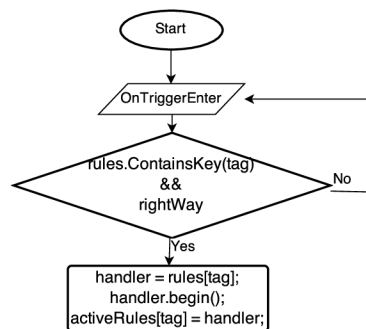 Start
OnTriggerEnter
rules.ContainsKey(tag)
&&
rightWay
No
Yes
handler = rules[tag];
handler.begin();
activeRules[tag] = handler;